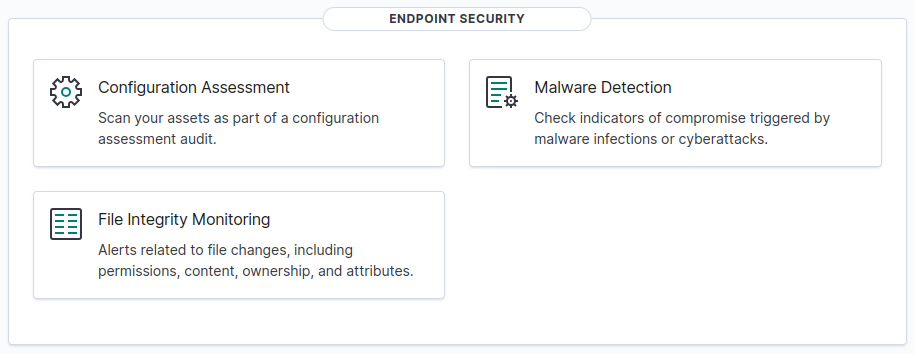 ENDPOINT SECURITY
Configuration Assessment
Scan your assets as part of a configuration
assessment audit.
Malware Detection
Check indicators of compromise triggered by
malware infections or cyberattacks.
File Integrity Monitoring
Alerts related to file changes, including
permissions, content, ownership, and attributes.